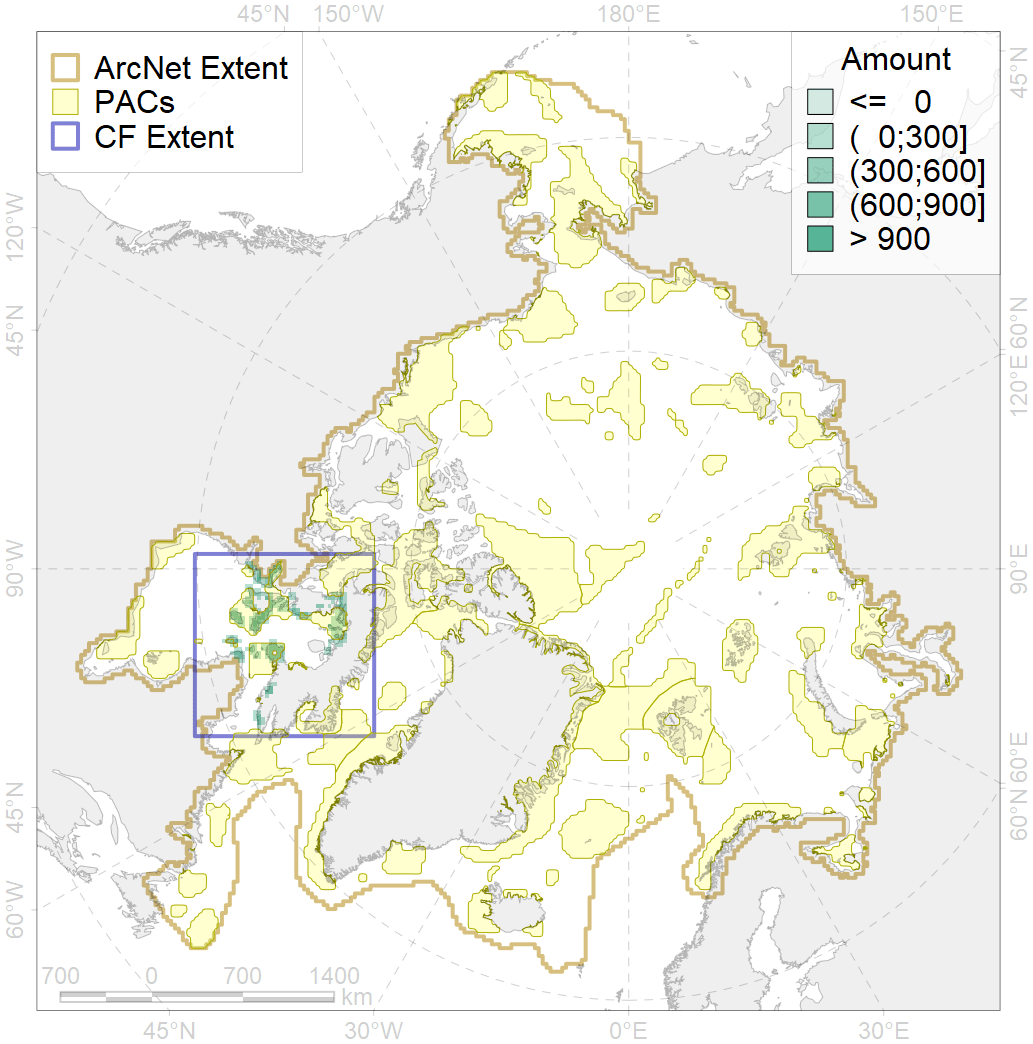 45°N 150°W 180°E 150°E
ArcNet Extent
PACs
CF Extent
Amount
<= 0
( 0;300]
(300;600]
(600;900]
> 900
120°W
45°N
90°W
45°N
60°W
45°N
60°N
120°E
90°E
60°E
60°N
700 0 700 1400
km
45°N 30°W 0°E 30°E